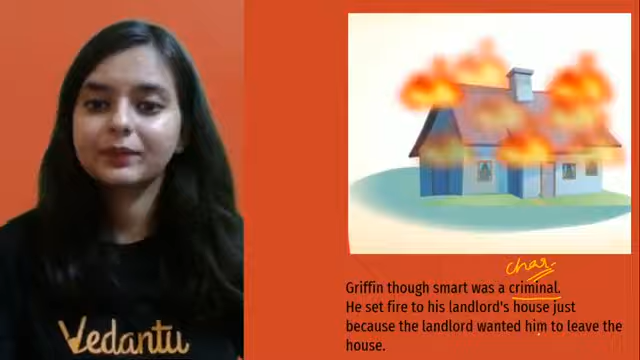 char.
Griffin though smart was a criminal.
He set fire to his landlord's house just
because the landlord wanted him to leave the
house.
Vedantu